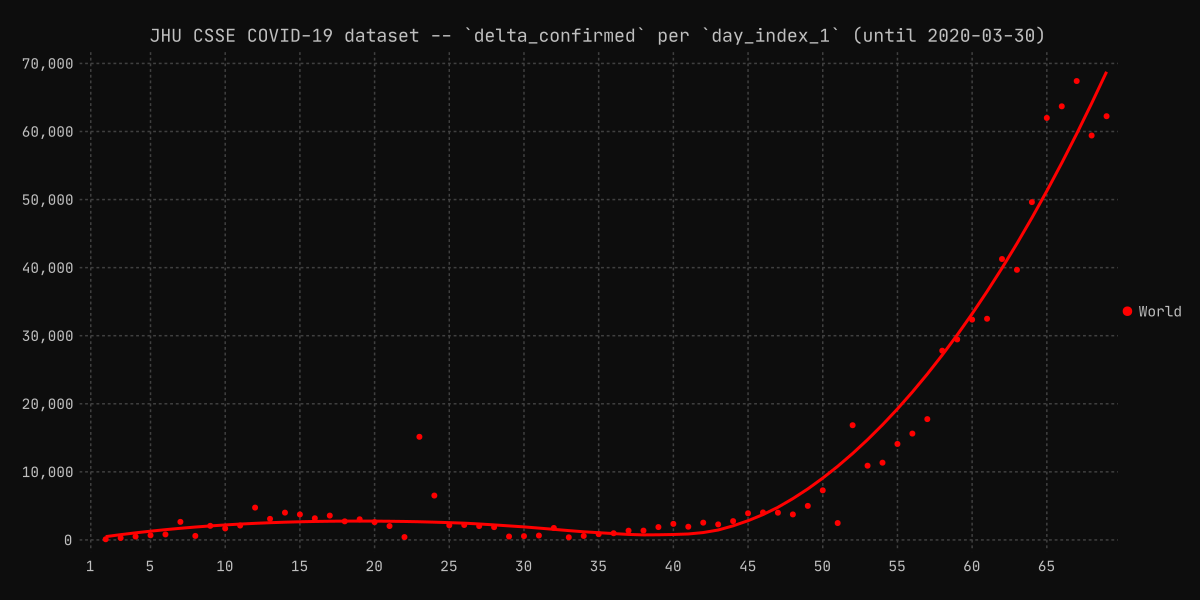 JHU CSSE COVID-19 dataset -- `delta_confirmed` per `day_index_1` (until 2020-03-30)
70,000
60,000
50,000
40,000
30,000
20,000
10,000
0
1 5 10 15 20 25 30 35 40 45 50 55 60 65
World